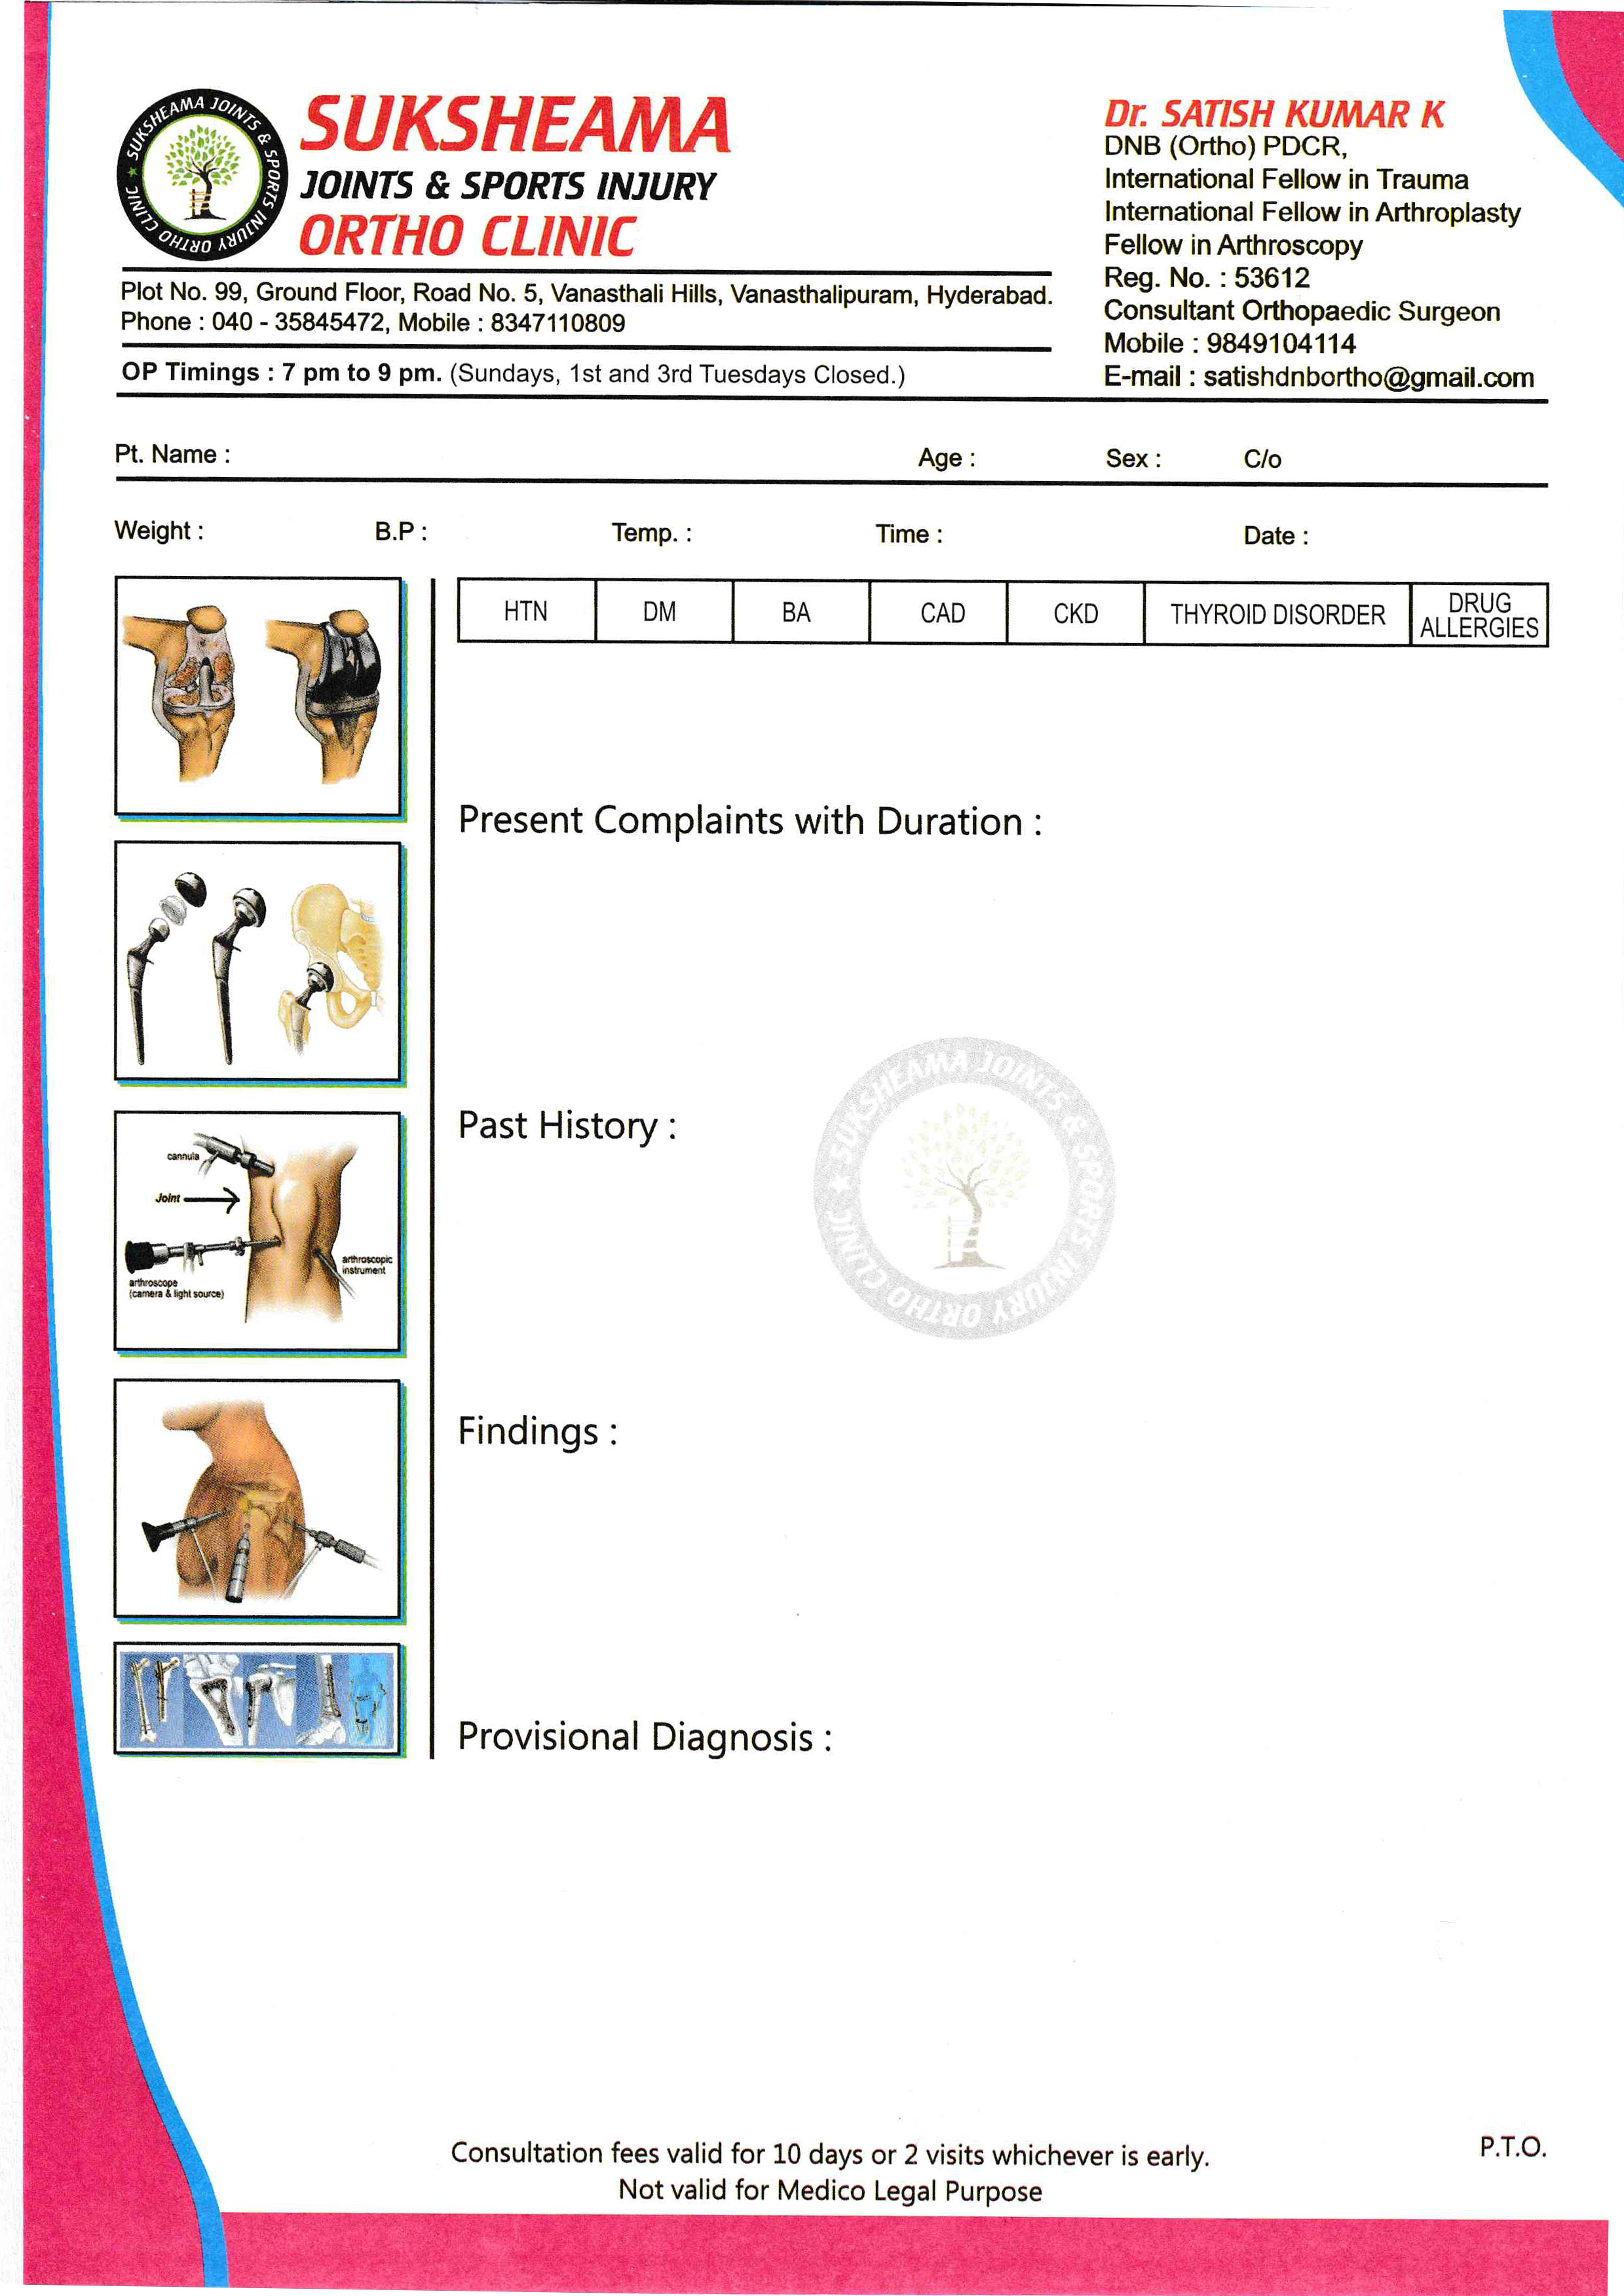 SUKSHEAMA JOINTS & SPORTS INJURY ORTHO CLINIC
SUKSHEAMA
JOINTS & SPORTS INJURY
ORTHO CLINIC
Plot No. 99, Ground Floor, Road No. 5, Vanasthali Hills, Vanasthalipuram, Hyderabad.
Phone : 040 - 35845472, Mobile : 8347110809
OP Timings : 7 pm to 9 pm. (Sundays, 1st and 3rd Tuesdays Closed.)
Dr. SATISH KUMAR K
DNB (Ortho) PDCR,
International Fellow in Trauma
International Fellow in Arthroplasty
Fellow in Arthroscopy
Reg. No. : 53612
Consultant Orthopaedic Surgeon
Mobile : 9849104114
E-mail : satishdnbortho@gmail.com
Pt. Name : Age : Sex : C/o
Weight : B.P : Temp. : Time : Date :
HTN DM BA CAD CKD THYROID DISORDER DRUG ALLERGIES
Present Complaints with Duration :
Past History :
SUKSHEAMA JOINTS & SPORTS INJURY ORTHO CLINIC
cannula
Joint
arthroscopic
instrument
arthroscope
(camera & light source)
Findings :
Provisional Diagnosis :
Consultation fees valid for 10 days or 2 visits whichever is early.
Not valid for Medico Legal Purpose
P.T.O.